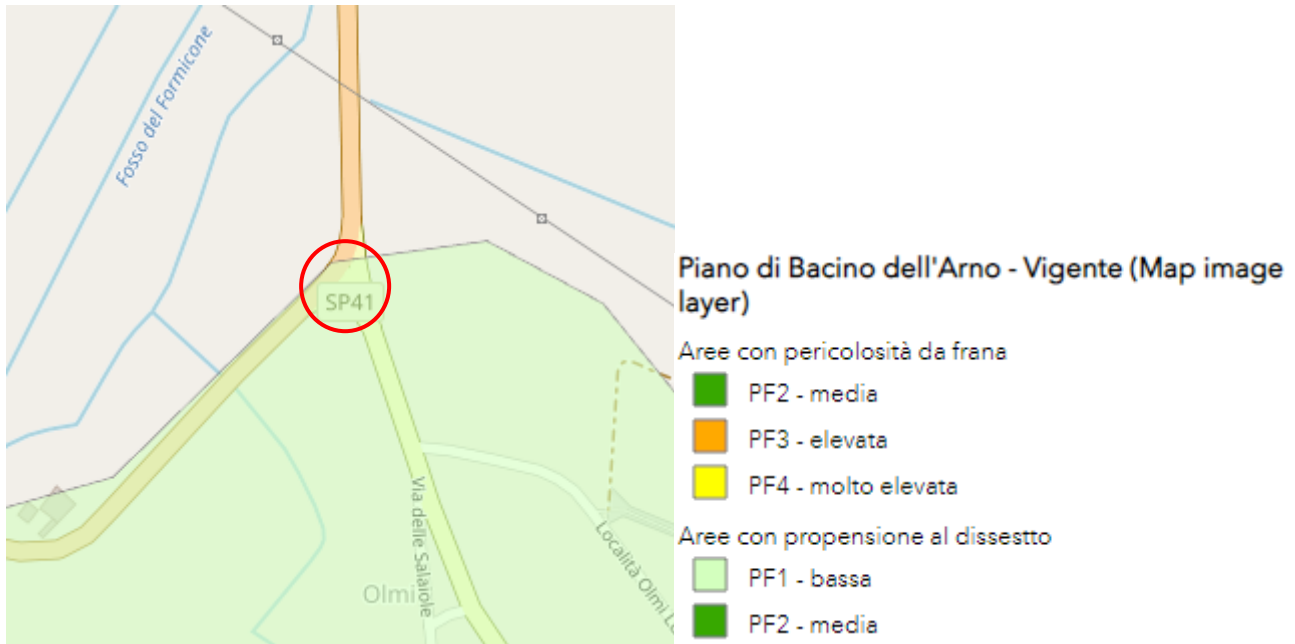 Fosso del Formicone
SP41
Via delle Salaiole
Località Olmi L
Olmi
Piano di Bacino dell'Arno - Vigente (Map image
layer)
Aree con pericolosità da frana
PF2 - media
PF3 - elevata
PF4 - molto elevata
Aree con propensione al dissestto
PF1 - bassa
PF2 - media